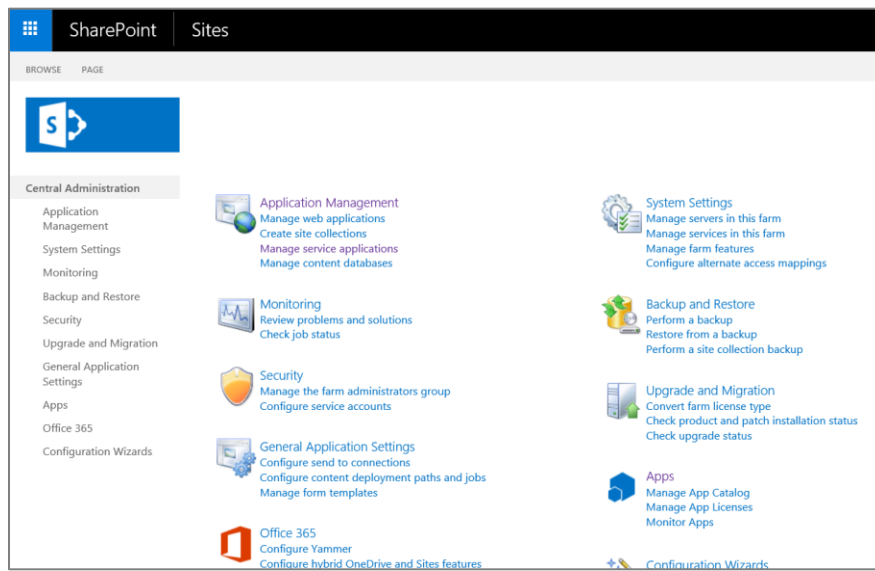 SharePoint Sites
BROWSE PAGE
S
Central Administration
Application
Management
System Settings
Monitoring
Backup and Restore
Security
Upgrade and Migration
General Application
Settings
Apps
Office 365
Configuration Wizards
Application Management
Manage web applications
Create site collections
Manage service applications
Manage content databases
Monitoring
Review problems and solutions
Check job status
Security
Manage the farm administrators group
Configure service accounts
General Application Settings
Configure send to connections
Configure content deployment paths and jobs
Manage form templates
Office 365
Configure Yammer
Configure hybrid OneDrive and Sites features
System Settings
Manage servers in this farm
Manage services in this farm
Manage farm features
Configure alternate access mappings
Backup and Restore
Perform a backup
Restore from a backup
Perform a site collection backup
Upgrade and Migration
Convert farm license type
Check product and patch installation status
Check upgrade status
Apps
Manage App Catalog
Manage App Licenses
Monitor Apps
Configuration Wizards